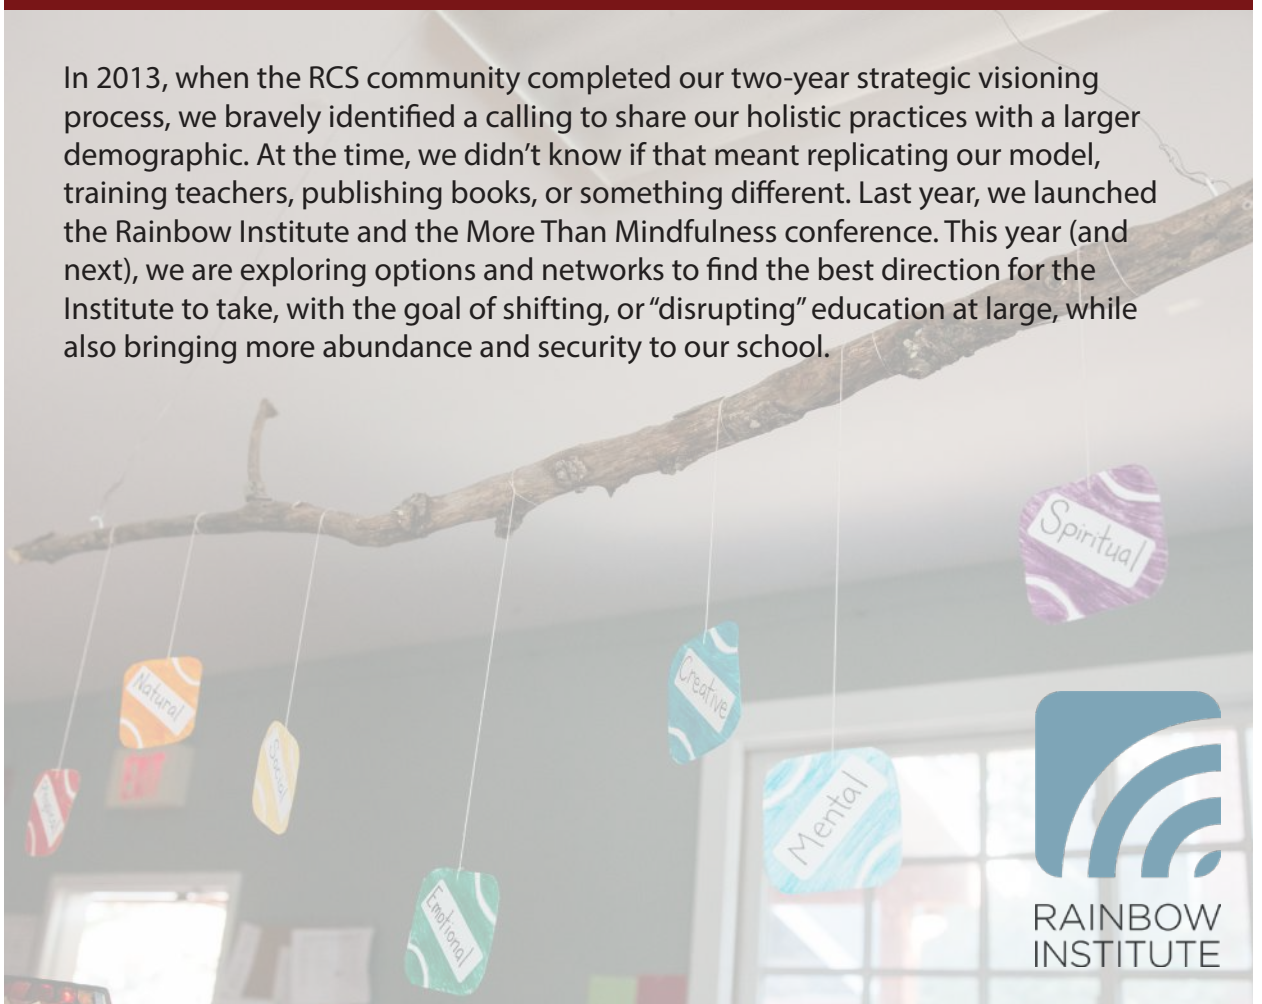 In 2013, when the RCS community completed our two-year strategic visioning
process, we bravely identified a calling to share our holistic practices with a larger
demographic. At the time, we didn’t know if that meant replicating our model,
training teachers, publishing books, or something different. Last year, we launched
the Rainbow Institute and the More Than Mindfulness conference. This year (and
next), we are exploring options and networks to find the best direction for the
Institute to take, with the goal of shifting, or “disrupting” education at large, while
also bringing more abundance and security to our school.
Spiritual
Natural
Creative
Social
EXIT
Physical
Mental
Emotional
RAINBOW
INSTITUTE